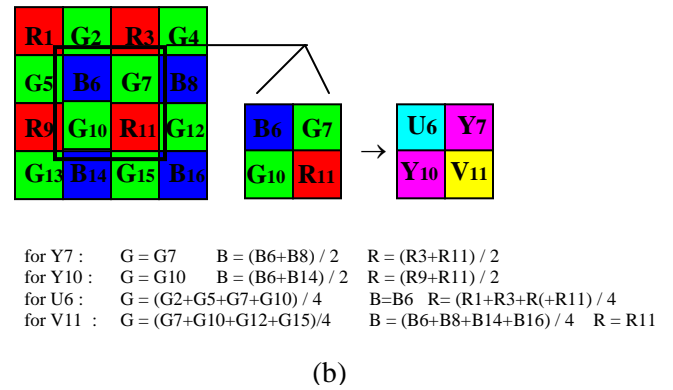 R1 G2 R3 G4
G5 B6 G7 B8
R9 G10 R11 G12
G13 B14 G15 B16
B6 G7
G10 R11
→
U6 Y7
Y10 V11
for Y7 : G = G7 B = (B6+B8) / 2 R = (R3+R11) / 2
for Y10 : G = G10 B = (B6+B14) / 2 R = (R9+R11) / 2
for U6 : G = (G2+G5+G7+G10) / 4 B=B6 R= (R1+R3+R(+R11) / 4
for V11 : G = (G7+G10+G12+G15)/4 B = (B6+B8+B14+B16) / 4 R = R11
(b)